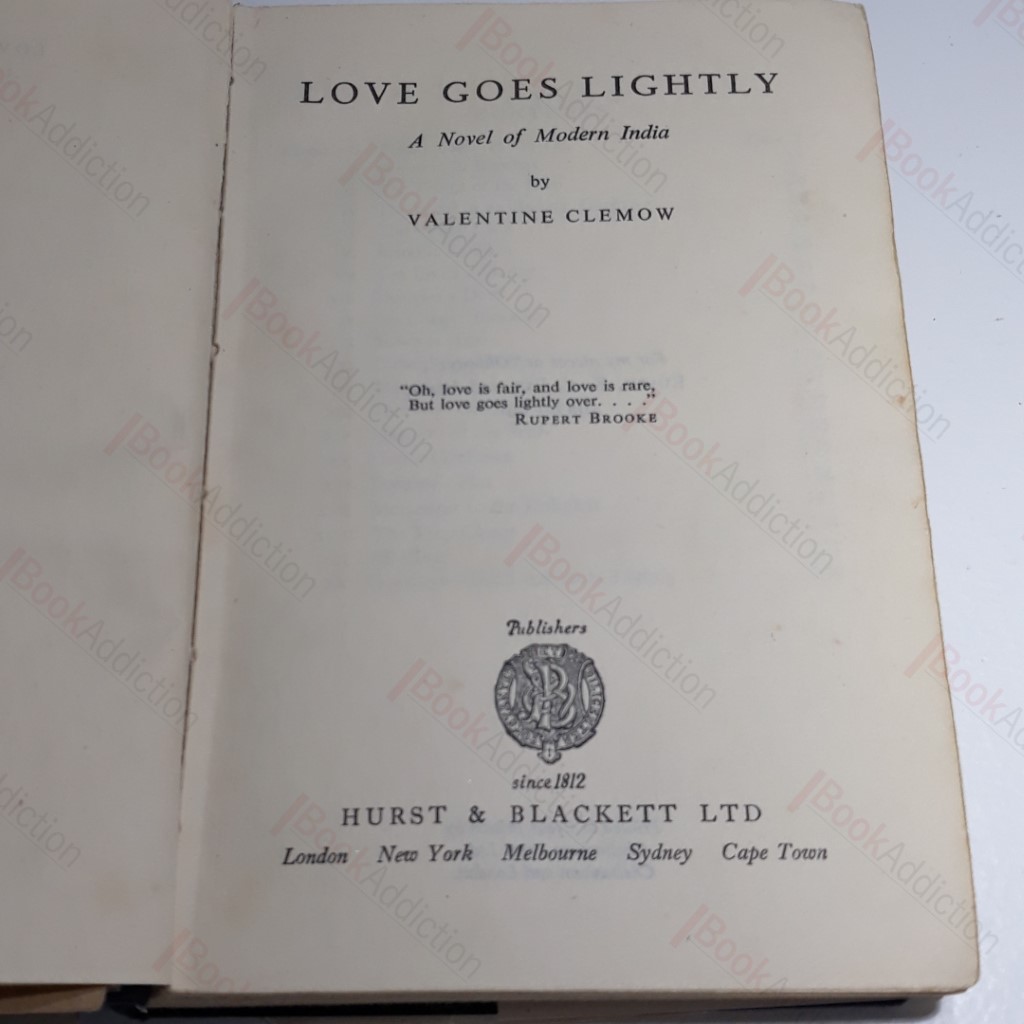 LOVE GOES LIGHTLY
A Novel of Modern India
by
VALENTINE CLEMOW
"Oh, love is fair, and love is rare,
But love goes lightly over. . . ."
RUPERT BROOKE
Publishers
since 1812
HURST & BLACKETT LTD
London New York Melbourne Sydney Cape Town
BookAddiction